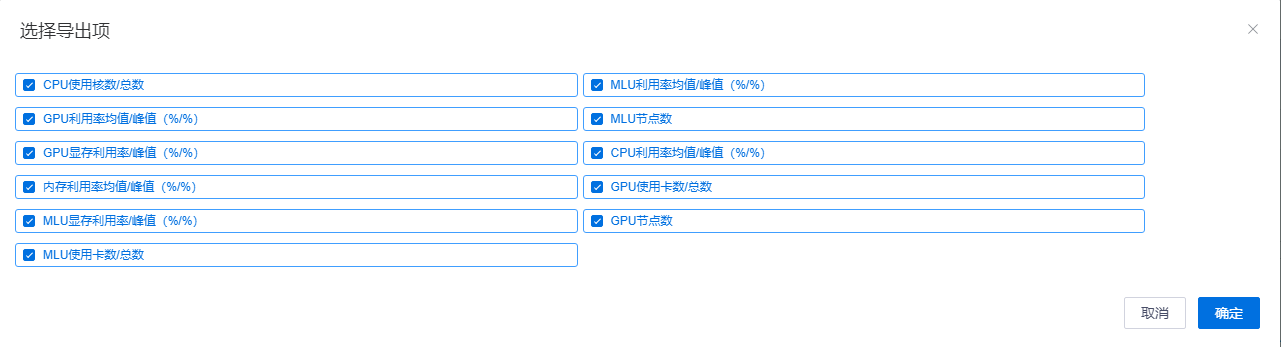 选择导出项
CPU使用核数/总数
MLU利用率均值/峰值（%/%）
GPU利用率均值/峰值（%/%）
MLU节点数
GPU显存利用率/峰值（%/%）
CPU利用率均值/峰值（%/%）
内存利用率均值/峰值（%/%）
GPU使用卡数/总数
MLU显存利用率/峰值（%/%）
GPU节点数
MLU使用卡数/总数
取消
确定